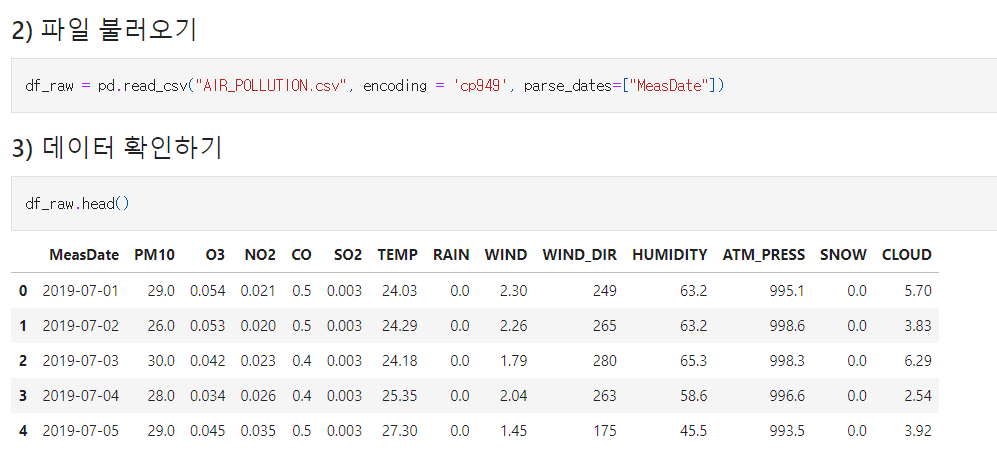 2) 파일 불러오기
df_raw = pd.read_csv("AIR_POLLUTION.csv", encoding = 'cp949', parse_dates=["MeasDate"])
3) 데이터 확인하기
df_raw.head()
MeasDate PM10 O3 NO2 CO SO2 TEMP RAIN WIND WIND_DIR HUMIDITY ATM_PRESS SNOW CLOUD
0 2019-07-01 29.0 0.054 0.021 0.5 0.003 24.03 0.0 2.30 249 63.2 995.1 0.0 5.70
1 2019-07-02 26.0 0.053 0.020 0.5 0.003 24.29 0.0 2.26 265 63.2 998.6 0.0 3.83
2 2019-07-03 30.0 0.042 0.023 0.4 0.003 24.18 0.0 1.79 280 65.3 998.3 0.0 6.29
3 2019-07-04 28.0 0.034 0.026 0.4 0.003 25.35 0.0 2.04 263 58.6 996.6 0.0 2.54
4 2019-07-05 29.0 0.045 0.035 0.5 0.003 27.30 0.0 1.45 175 45.5 993.5 0.0 3.92